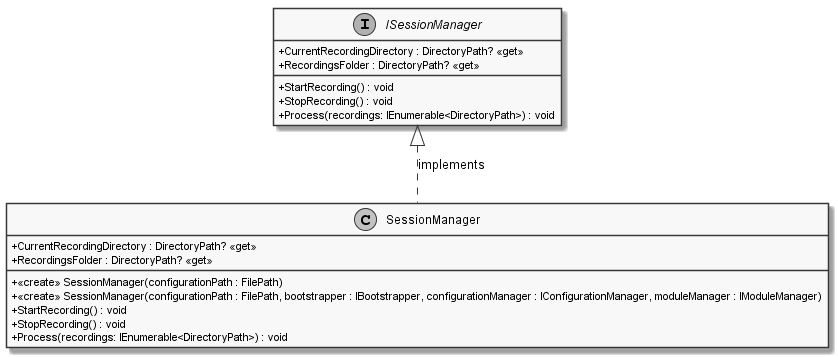 I ISessionManager
+CurrentRecordingDirectory : DirectoryPath? «get»
+RecordingsFolder : DirectoryPath? «get»
+StartRecording() : void
+StopRecording() : void
+Process(recordings: IEnumerable<DirectoryPath>) : void
implements
C SessionManager
+CurrentRecordingDirectory : DirectoryPath? «get»
+RecordingsFolder : DirectoryPath? «get»
+«create» SessionManager(configurationPath : FilePath)
+«create» SessionManager(configurationPath : FilePath, bootstrapper : IBootstrapper, configurationManager : IConfigurationManager, moduleManager : IModuleManager)
+StartRecording() : void
+StopRecording() : void
+Process(recordings: IEnumerable<DirectoryPath>) : void